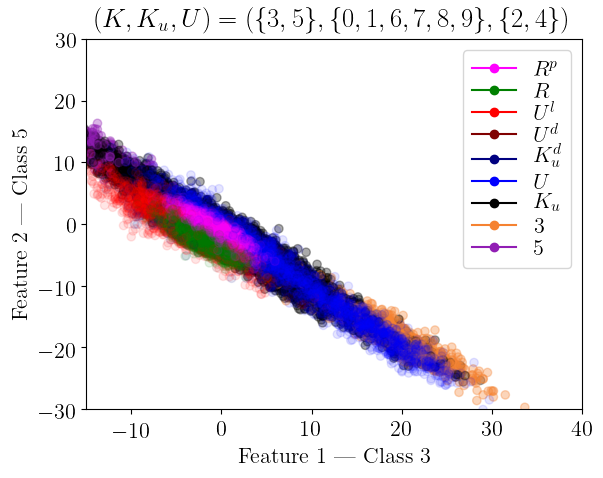 (K, K_u, U) = ({3, 5}, {0, 1, 6, 7, 8, 9}, {2, 4})
30
20
10
0
−10
−20
−30
−10
0
10
20
30
40
Feature 2 — Class 5
Feature 1 — Class 3
R^p
R
U^l
U^d
K_u^d
U
K_u
3
5